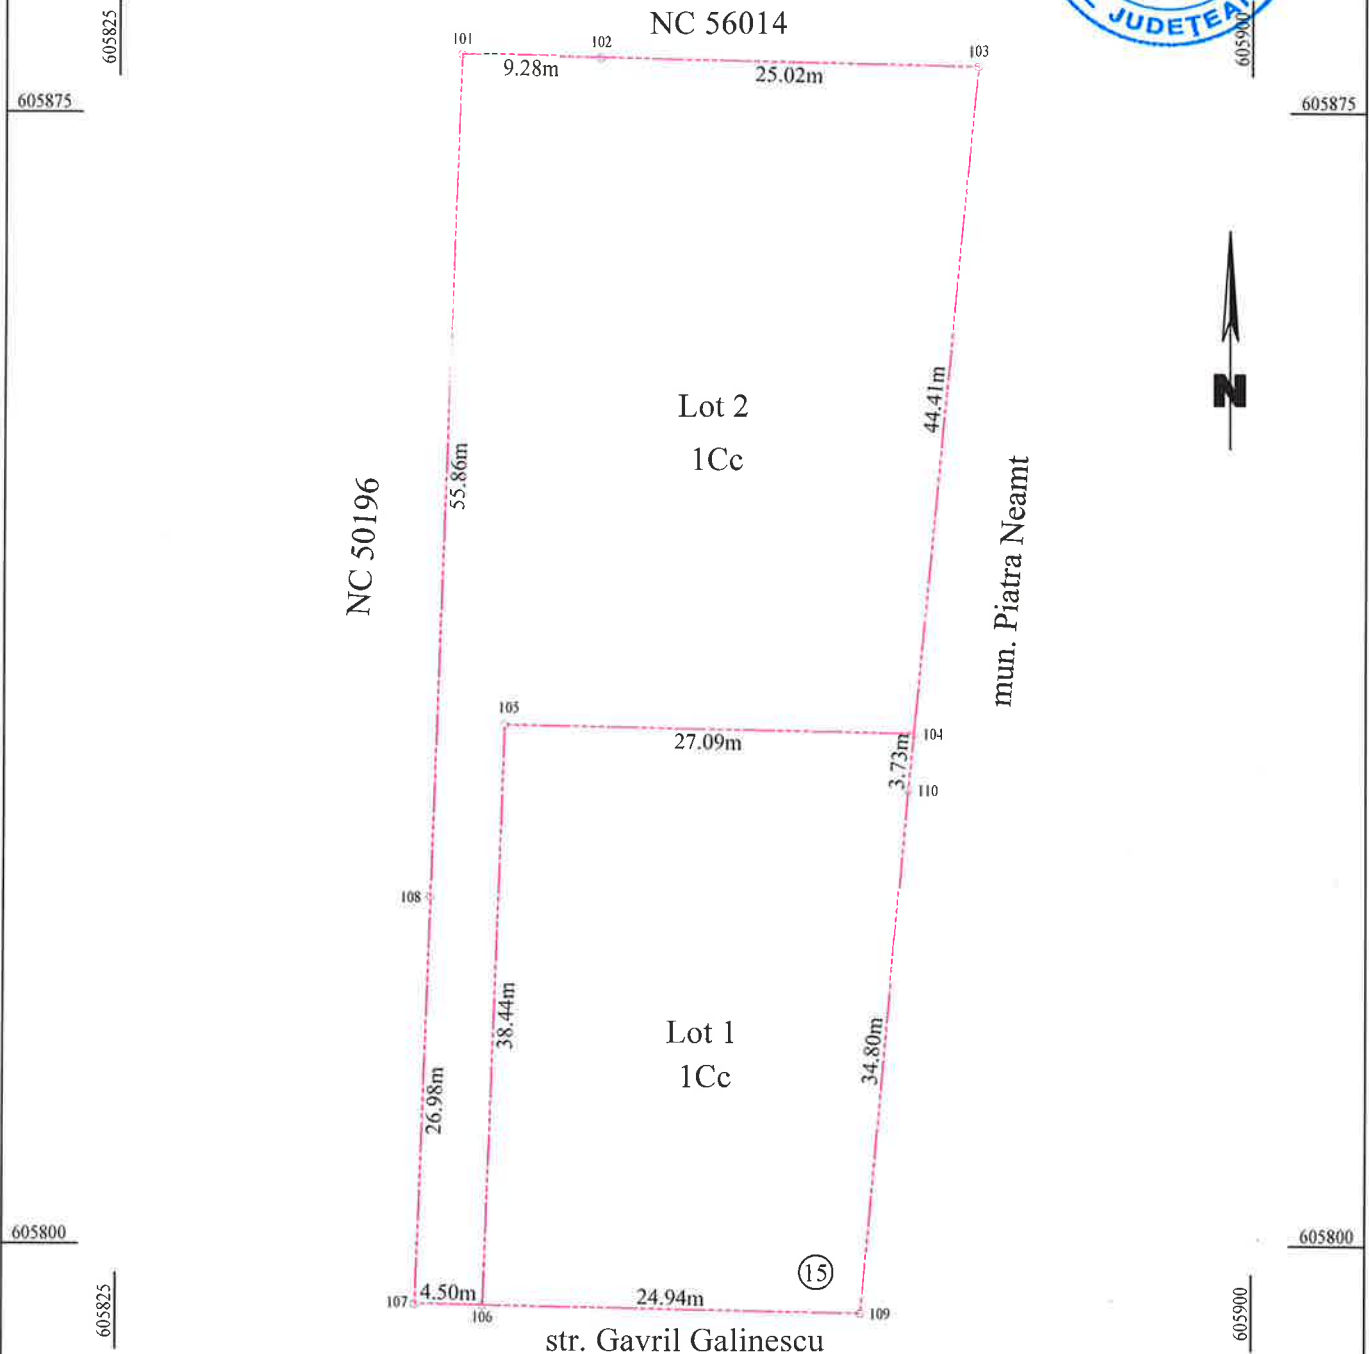 605825
NC 56014
JUDEȚEAN
605900
101
102
103
9.28m
25.02m
605875
605875
44.41m
N
Lot 2
1Cc
55.86m
NC 50196
mun. Piatra Neamt
105
27.09m
104
3.73m
110
108
38.44m
Lot 1
1Cc
34.80m
26.98m
605800
605800
15
107
4.50m
106
24.94m
109
605825
605900
str. Gavril Galinescu